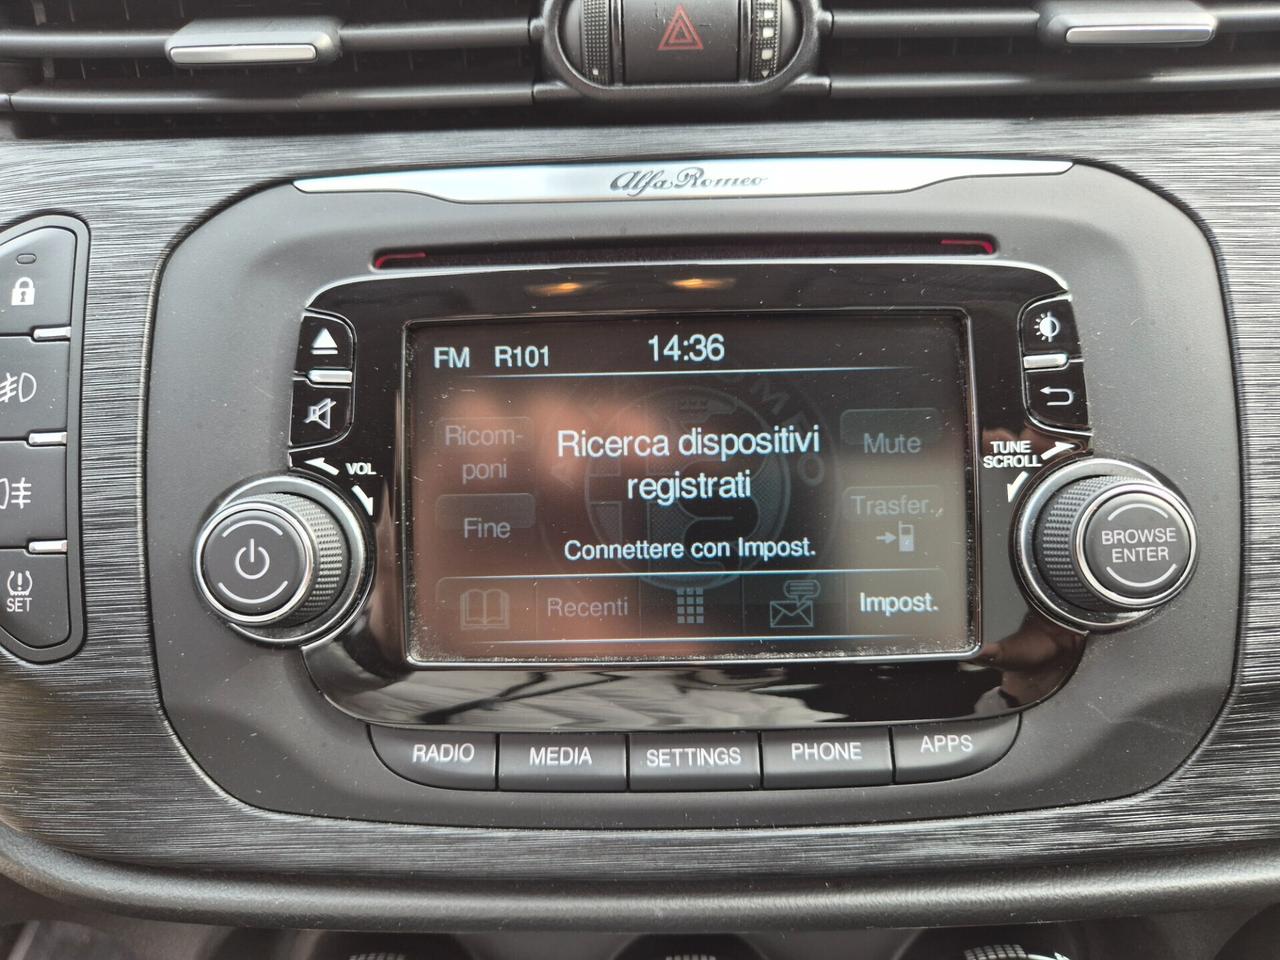 Alfa Romeo
FM R101 14:36
Ricom-
poni
Fine
Ricerca dispositivi
registrati
Connettere con Impost.
Mute
Trasfer.
Recenti
Impost.
VOL
TUNE
SCROLL
BROWSE
ENTER
SET
RADIO
MEDIA
SETTINGS
PHONE
APPS